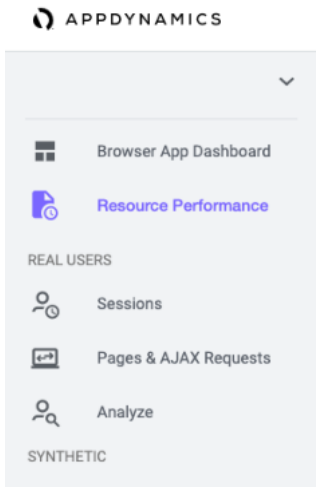 APPDYNAMICS
Browser App Dashboard
Resource Performance
REAL USERS
Sessions
Pages & AJAX Requests
Analyze
SYNTHETIC